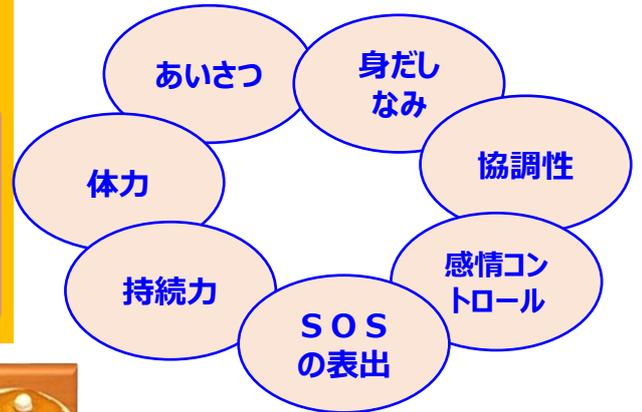 あいさつ
身だし
なみ
協調性
体力
感情コン
トロール
持続力
ＳＯＳ
の表出